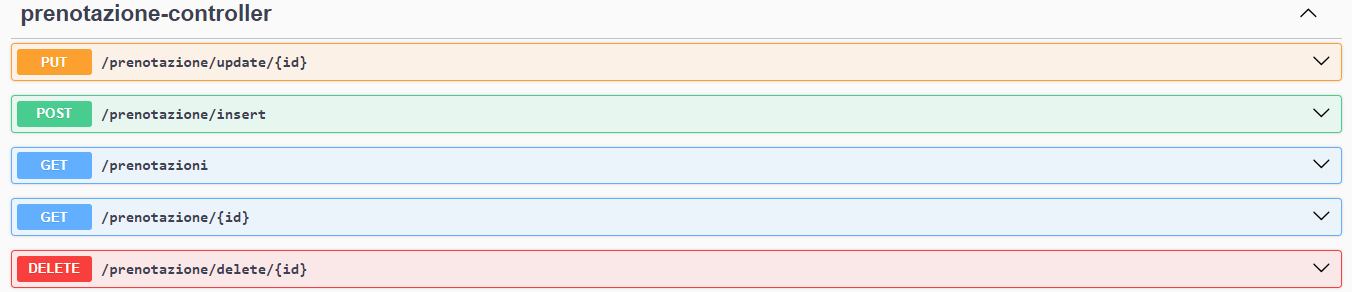 prenotazione-controller
PUT /prenotazione/update/{id}
POST /prenotazione/insert
GET /prenotazioni
GET /prenotazione/{id}
DELETE /prenotazione/delete/{id}